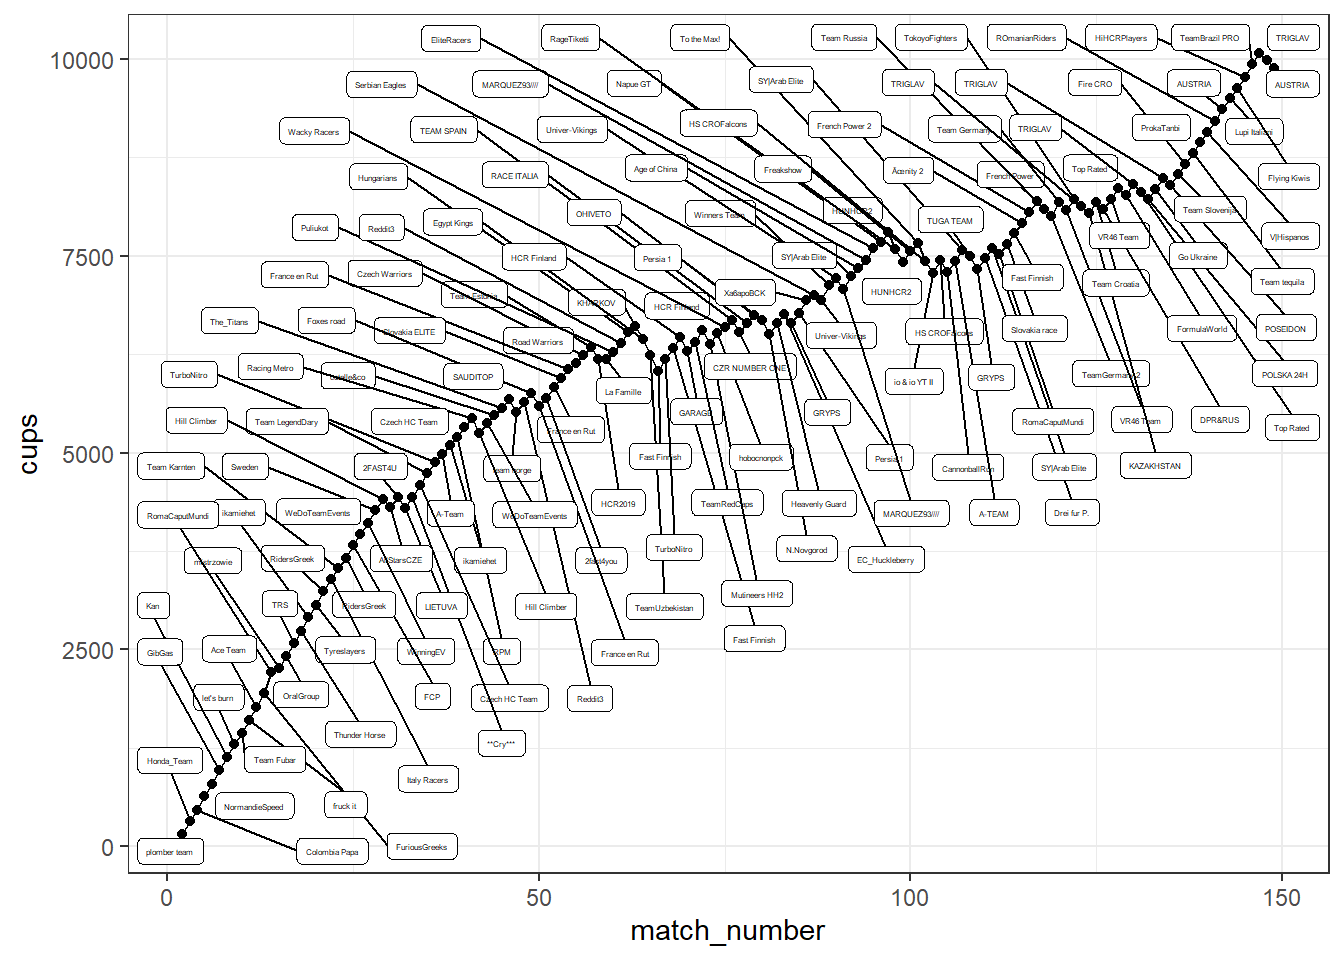 EliteRacers RageTiketti To the Max! Team Russia TokoyoFighters ROmanianRiders HiHCRPlayers TeamBrazil PRO TRIGLAV
10000
Serbian Eagles MARQUEZ93//// Napue GT SY|Arab Elite TRIGLAV TRIGLAV Fire CRO AUSTRIA AUSTRIA
Wacky Racers TEAM SPAIN Univer-Vikings HS CROFalcons French Power 2 Team Germany TRIGLAV ProkaTanbi Lupi Italiani
Hungarians RACE ITALIA Age of China Freakshow Acenity 2 French Power Top Rated Flying Kiwis
Puliukot Reddit3 Egypt Kings OHIVETO Winners Team HUNHCR2 TUGA TEAM VR46 Team Team Slovenija V|Hispanos
7500
France en Rut Czech Warriors HCR Finland Persia 1 SY|Arab Elite Go Ukraine
Team Estonia KHARKOV HCR Finland XaбapoBCK HUNHCR2 Fast Finnish Team Croatia Team tequila
The_Titans Foxes road Slovakia ELITE Road Warriors Univer-Vikings HS CROFalcons Slovakia race FormulaWorld POSEIDON
TurboNitro Racing Metro SAUDITOP La Famille CZR NUMBER ONE io & io YT II GRYPS TeamGermany 2 POLSKA 24H
Hill Climber Team LegendDary Czech HC Team France en Rut GARAGE GRYPS RomaCaputMundi VR46 Team DPR&RUS Top Rated
5000
cups
Team Karnten Sweden 2FAST4U Team norge Fast Finnish hobocnonpck Persia 1 CannonballRun SY|Arab Elite KAZAKHSTAN
RomaCaputMundi ikamiehet WeDoTeamEvents A-Team WeDoTeamEvents HCR2019 TeamRedCaps Heavenly Guard MARQUEZ93//// A-TEAM Drei fur P.
mistrzowie RidersGreek AllStarsCZE ikamiehet 2fast4you TurboNitro N.Novgorod EC_Huckleberry
Kan TRS RidersGreek LIETUVA Hill Climber TeamUzbekistan Mutineers HH2
GibGas Ace Team Tyreslayers WinningEV RPM France en Rut Fast Finnish
2500
let's burn OralGroup FCP Czech HC Team Reddit3
Thunder Horse **Cry***
Honda_Team Team Fubar Italy Racers
NormandieSpeed fruck it
plomber team Colombia Papa FuriousGreeks
0
0 50 100 150
match_number